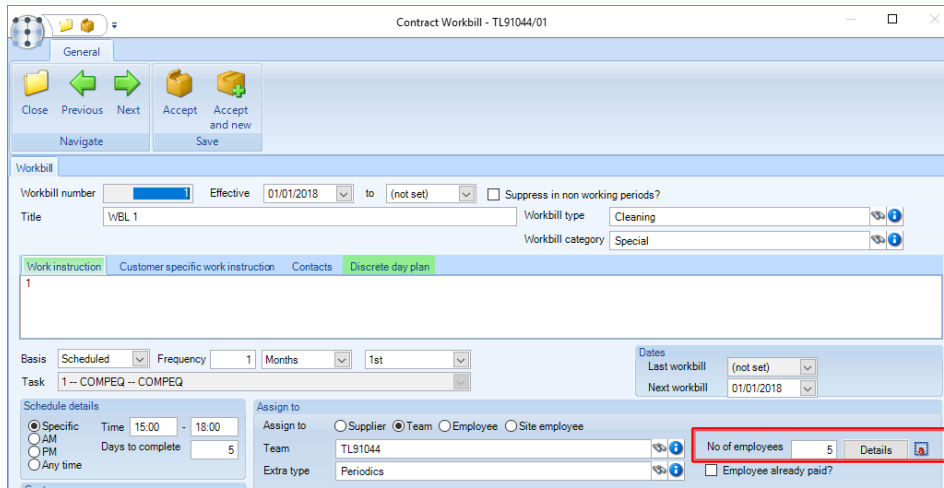 Contract Workbill - TL91044/01
General
Close Previous Next Accept Accept and new
Navigate Save
Workbill
Workbill number 1 Effective 01/01/2018 to (not set) Suppress in non working periods?
Title WBL 1 Workbill type Cleaning
Workbill category Special
Work instruction Customer specific work instruction Contacts Discrete day plan
1
Basis Scheduled Frequency 1 Months 1st
Task 1 -- COMPEQ -- COMPEQ
Dates
Last workbill (not set)
Next workbill 01/01/2018
Schedule details
Specific Time 15:00 - 18:00
AM
PM Days to complete 5
Any time
Assign to
Assign to Supplier Team Employee Site employee
Team TL91044 No of employees 5 Details a
Extra type Periodics Employee already paid?